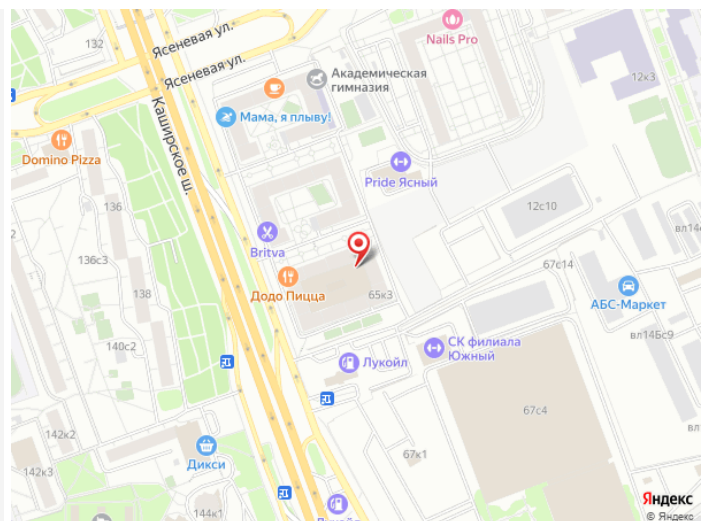 132
Ясеневая ул.
Ясеневая ул.
Nails Pro
12к3
Академическая
гимназия
Мама, я плыву!
Domino Pizza
Каширское ш.
Pride Ясный
136
12с10
Britva
136с3
67с14
138
Додо Пицца
65к3
АБС-Маркет
140с2
СК филиала
Южный
вл14Бс9
Лукойл
67с4
142к2
67к1
142к3
Дикси
144к1
Яндекс
© Яндекс